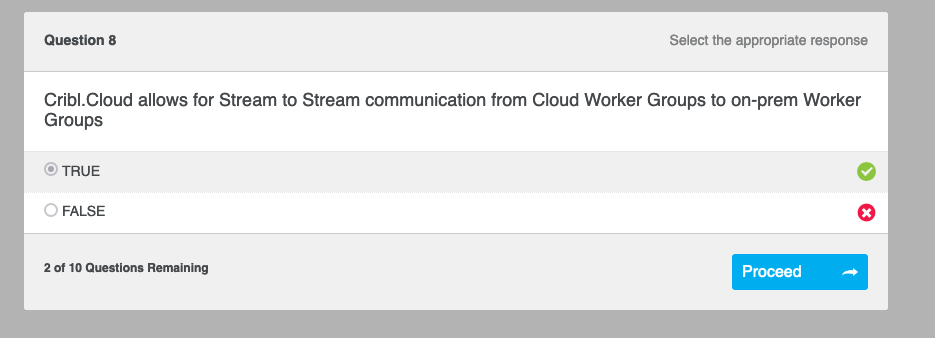 Question 8
Select the appropriate response
Cribl.Cloud allows for Stream to Stream communication from Cloud Worker Groups to on-prem Worker
Groups
TRUE
FALSE
2 of 10 Questions Remaining
Proceed